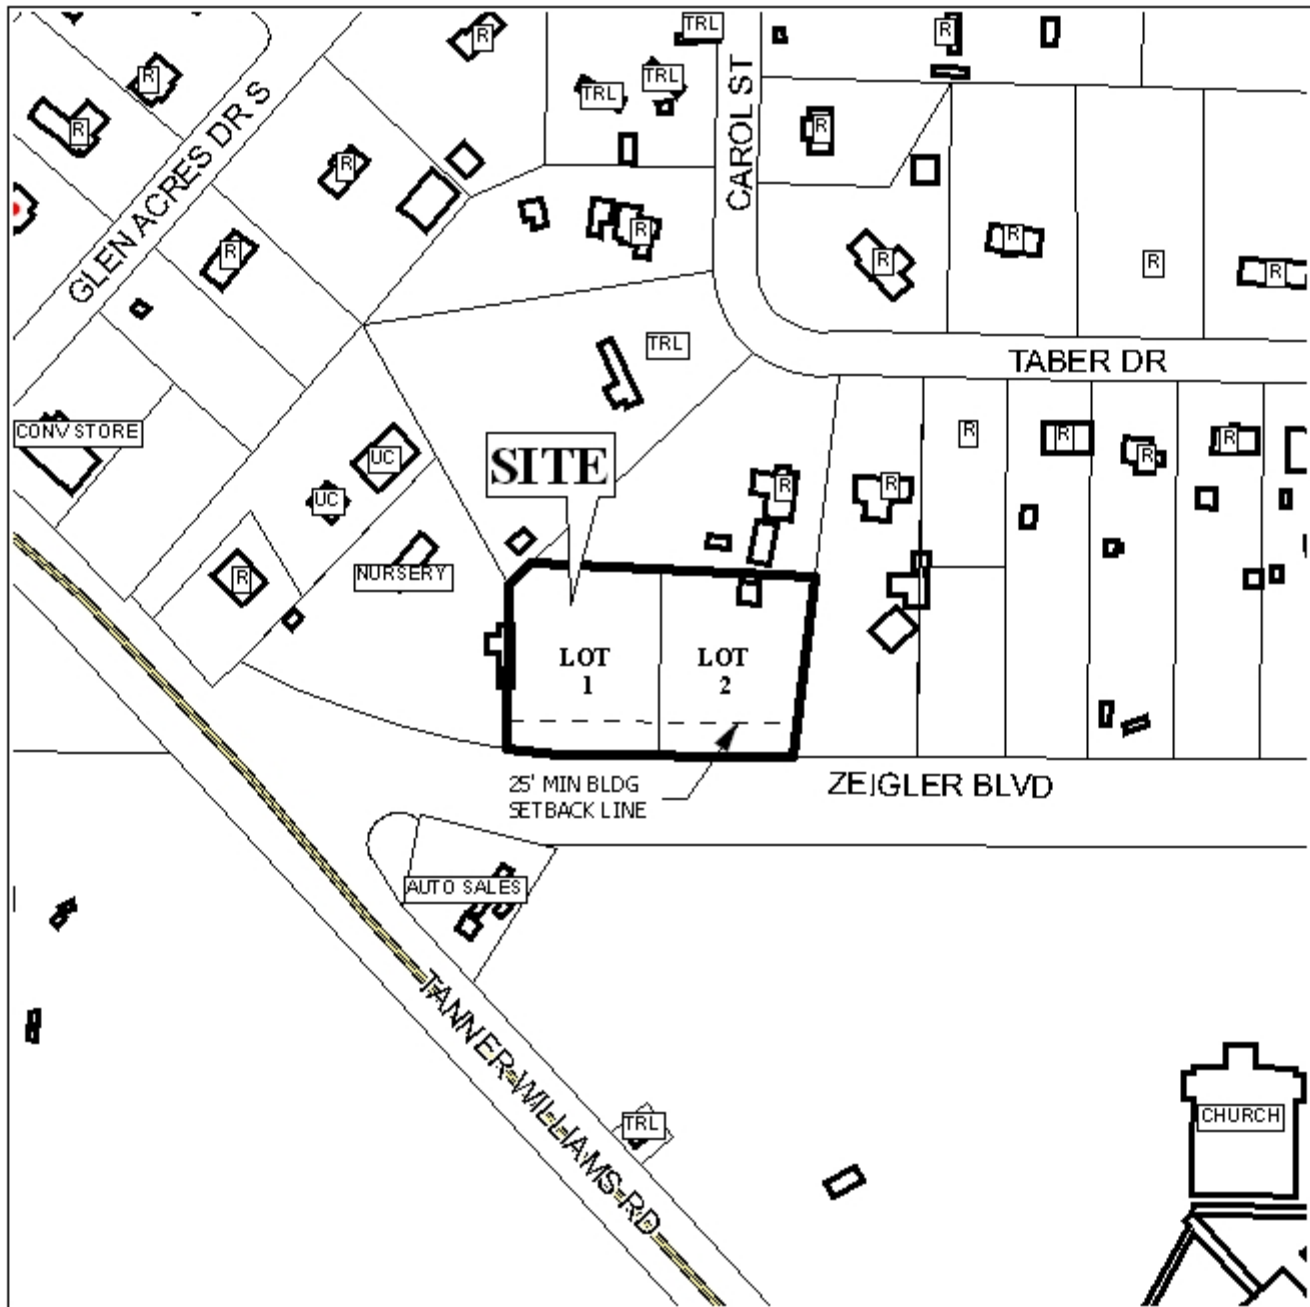 TRL
R
R
CAROL ST
R
TRL
TRL
R
R
GLEN ACRES DR S
R
R
R
R
R
R
R
R
TRL
TABER DR
CONV STORE
R
R
R
R
UC
SITE
R
R
UC
NURSERY
R
LOT
1
LOT
2
25' MIN BLDG
SETBACK LINE
ZEIGLER BLVD
AUTO SALES
TANNER WILLIAMS RD
TRL
CHURCH